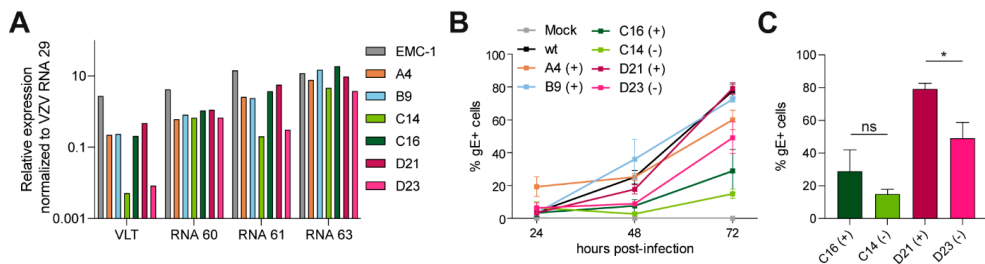 A
Relative expression
normalized to VZV RNA 29
10
0.1
0.001
VLT
RNA 60
RNA 61
RNA 63
EMC-1
A4
B9
C14
C16
D21
D23
B
Mock
wt
A4 (+)
B9 (+)
C16 (+)
C14 (-)
D21 (+)
D23 (-)
% gE+ cells
100
80
60
40
20
0
24
48
72
hours post-infection
C
% gE+ cells
100
80
60
40
20
0
ns
*
C16 (+)
C14 (-)
D21 (+)
D23 (-)